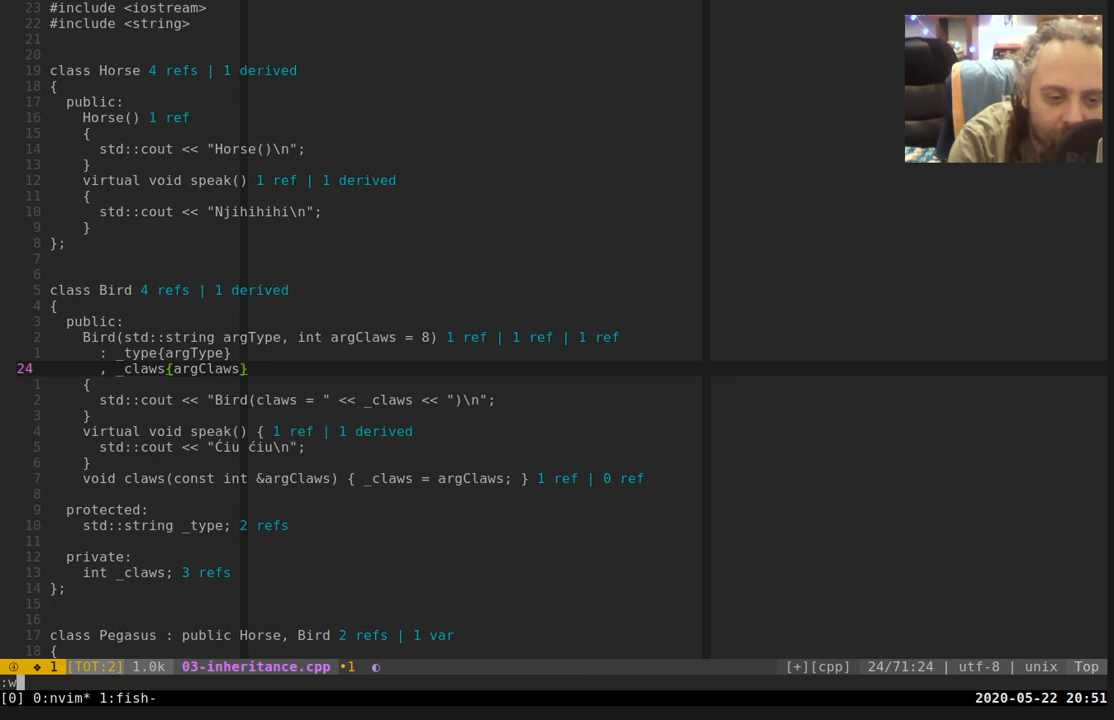 23 #include <iostream>
22 #include <string>
21
20
19 class Horse 4 refs | 1 derived
18 {
17   public:
16     Horse() 1 ref
15     {
14       std::cout << "Horse()\n";
13     }
12     virtual void speak() 1 ref | 1 derived
11     {
10       std::cout << "Njihihihi\n";
9     }
8 };
7
6
5 class Bird 4 refs | 1 derived
4 {
3   public:
2     Bird(std::string argType, int argClaws = 8) 1 ref | 1 ref | 1 ref
1       : _type{argType}
24       , _claws{argClaws}
1     {
2       std::cout << "Bird(claws = " << _claws << ")\n";
3     }
4     virtual void speak() { 1 ref | 1 derived
5       std::cout << "Ćiu ćiu\n";
6     }
7     void claws(const int &argClaws) { _claws = argClaws; } 1 ref | 0 ref
8
9   protected:
10     std::string _type; 2 refs
11
12   private:
13     int _claws; 3 refs
14 };
15
16
17 class Pegasus : public Horse, Bird 2 refs | 1 var
18 {
④ ❖ 1 [TOT:2] 1.0k 03-inheritance.cpp •1 ◐ [+][cpp] 24/71:24 | utf-8 | unix Top
:w
[0] 0:nvim* 1:fish- 2020-05-22 20:51